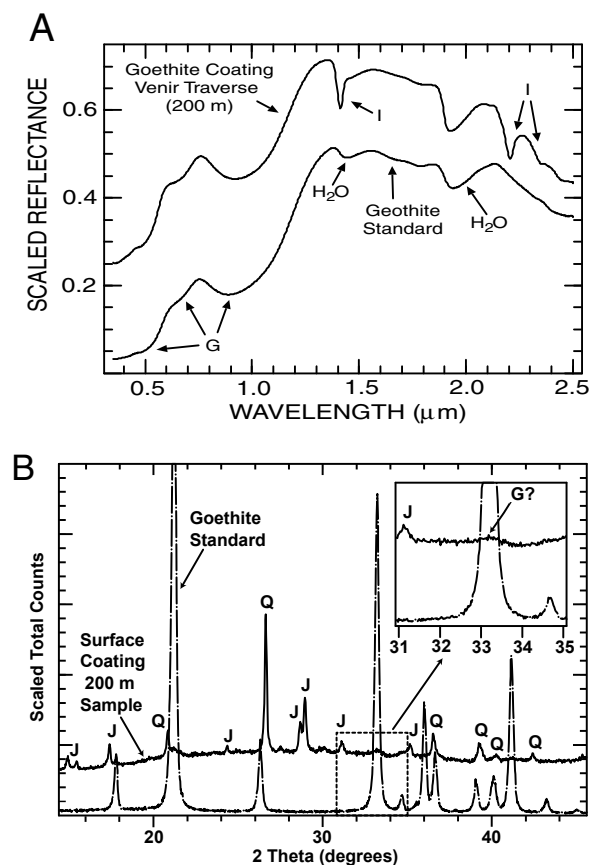 A
SCALED REFLECTANCE
0.6
0.4
0.2
Goethite Coating
Venir Traverse
(200 m)
I
I
H2O
Geothite
Standard
H2O
G
0.5
1.0
1.5
2.0
2.5
WAVELENGTH (μm)
B
Scaled Total Counts
Goethite
Standard
Surface
Coating
200 m
Sample
J
J
Q
J
Q
J
J
J
J
Q
Q
Q
Q
J
G?
31
32
33
34
35
20
30
40
2 Theta (degrees)